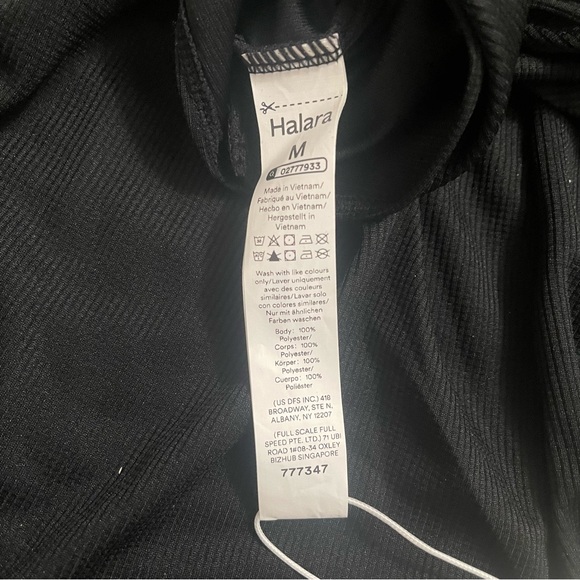 Halara
M
02777933
Made in Vietnam/
Fabriqué au Vietnam/
Hecho en Vietnam/
Hergestellt in
Vietnam
Wash with like colours
only/Laver uniquement
avec des couleurs
similaires/Lavar solo
con colores similares/
Nur mit ähnlichen
Farben waschen
Body: 100%
Polyester/
Corps: 100%
Polyester/
Körper: 100%
Polyester/
Cuerpo: 100%
Poliéster
(US DFS INC.) 418
BROADWAY, STE N,
ALBANY, NY 12207
(FULL SCALE FULL
SPEED PTE. LTD.) 71 UBI
ROAD 1#08-34 OXLEY
BIZHUB SINGAPORE
777347